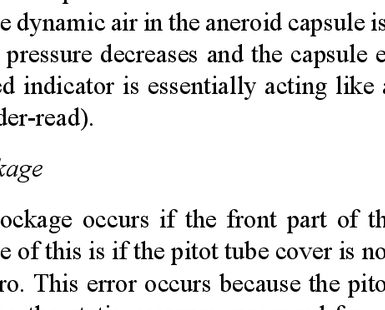 e dynamic air in the aneroid capsule is
pressure decreases and the capsule e
ed indicator is essentially acting like a
der-read).
kage
ockage occurs if the front part of th
e of this is if the pitot tube cover is no
ro. This error occurs because the pito